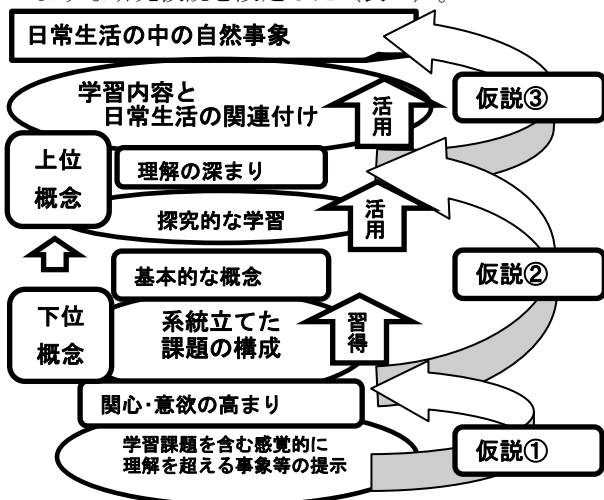 日常生活の中の自然事象
学習内容と
日常生活の関連付け
活用
仮説③
上位
概念
理解の深まり
探究的な学習
活用
基本的な概念
仮説②
下位
概念
系統立てた
課題の構成
習得
関心・意欲の高まり
学習課題を含む感覚的に
理解を超える事象等の提示
仮説①